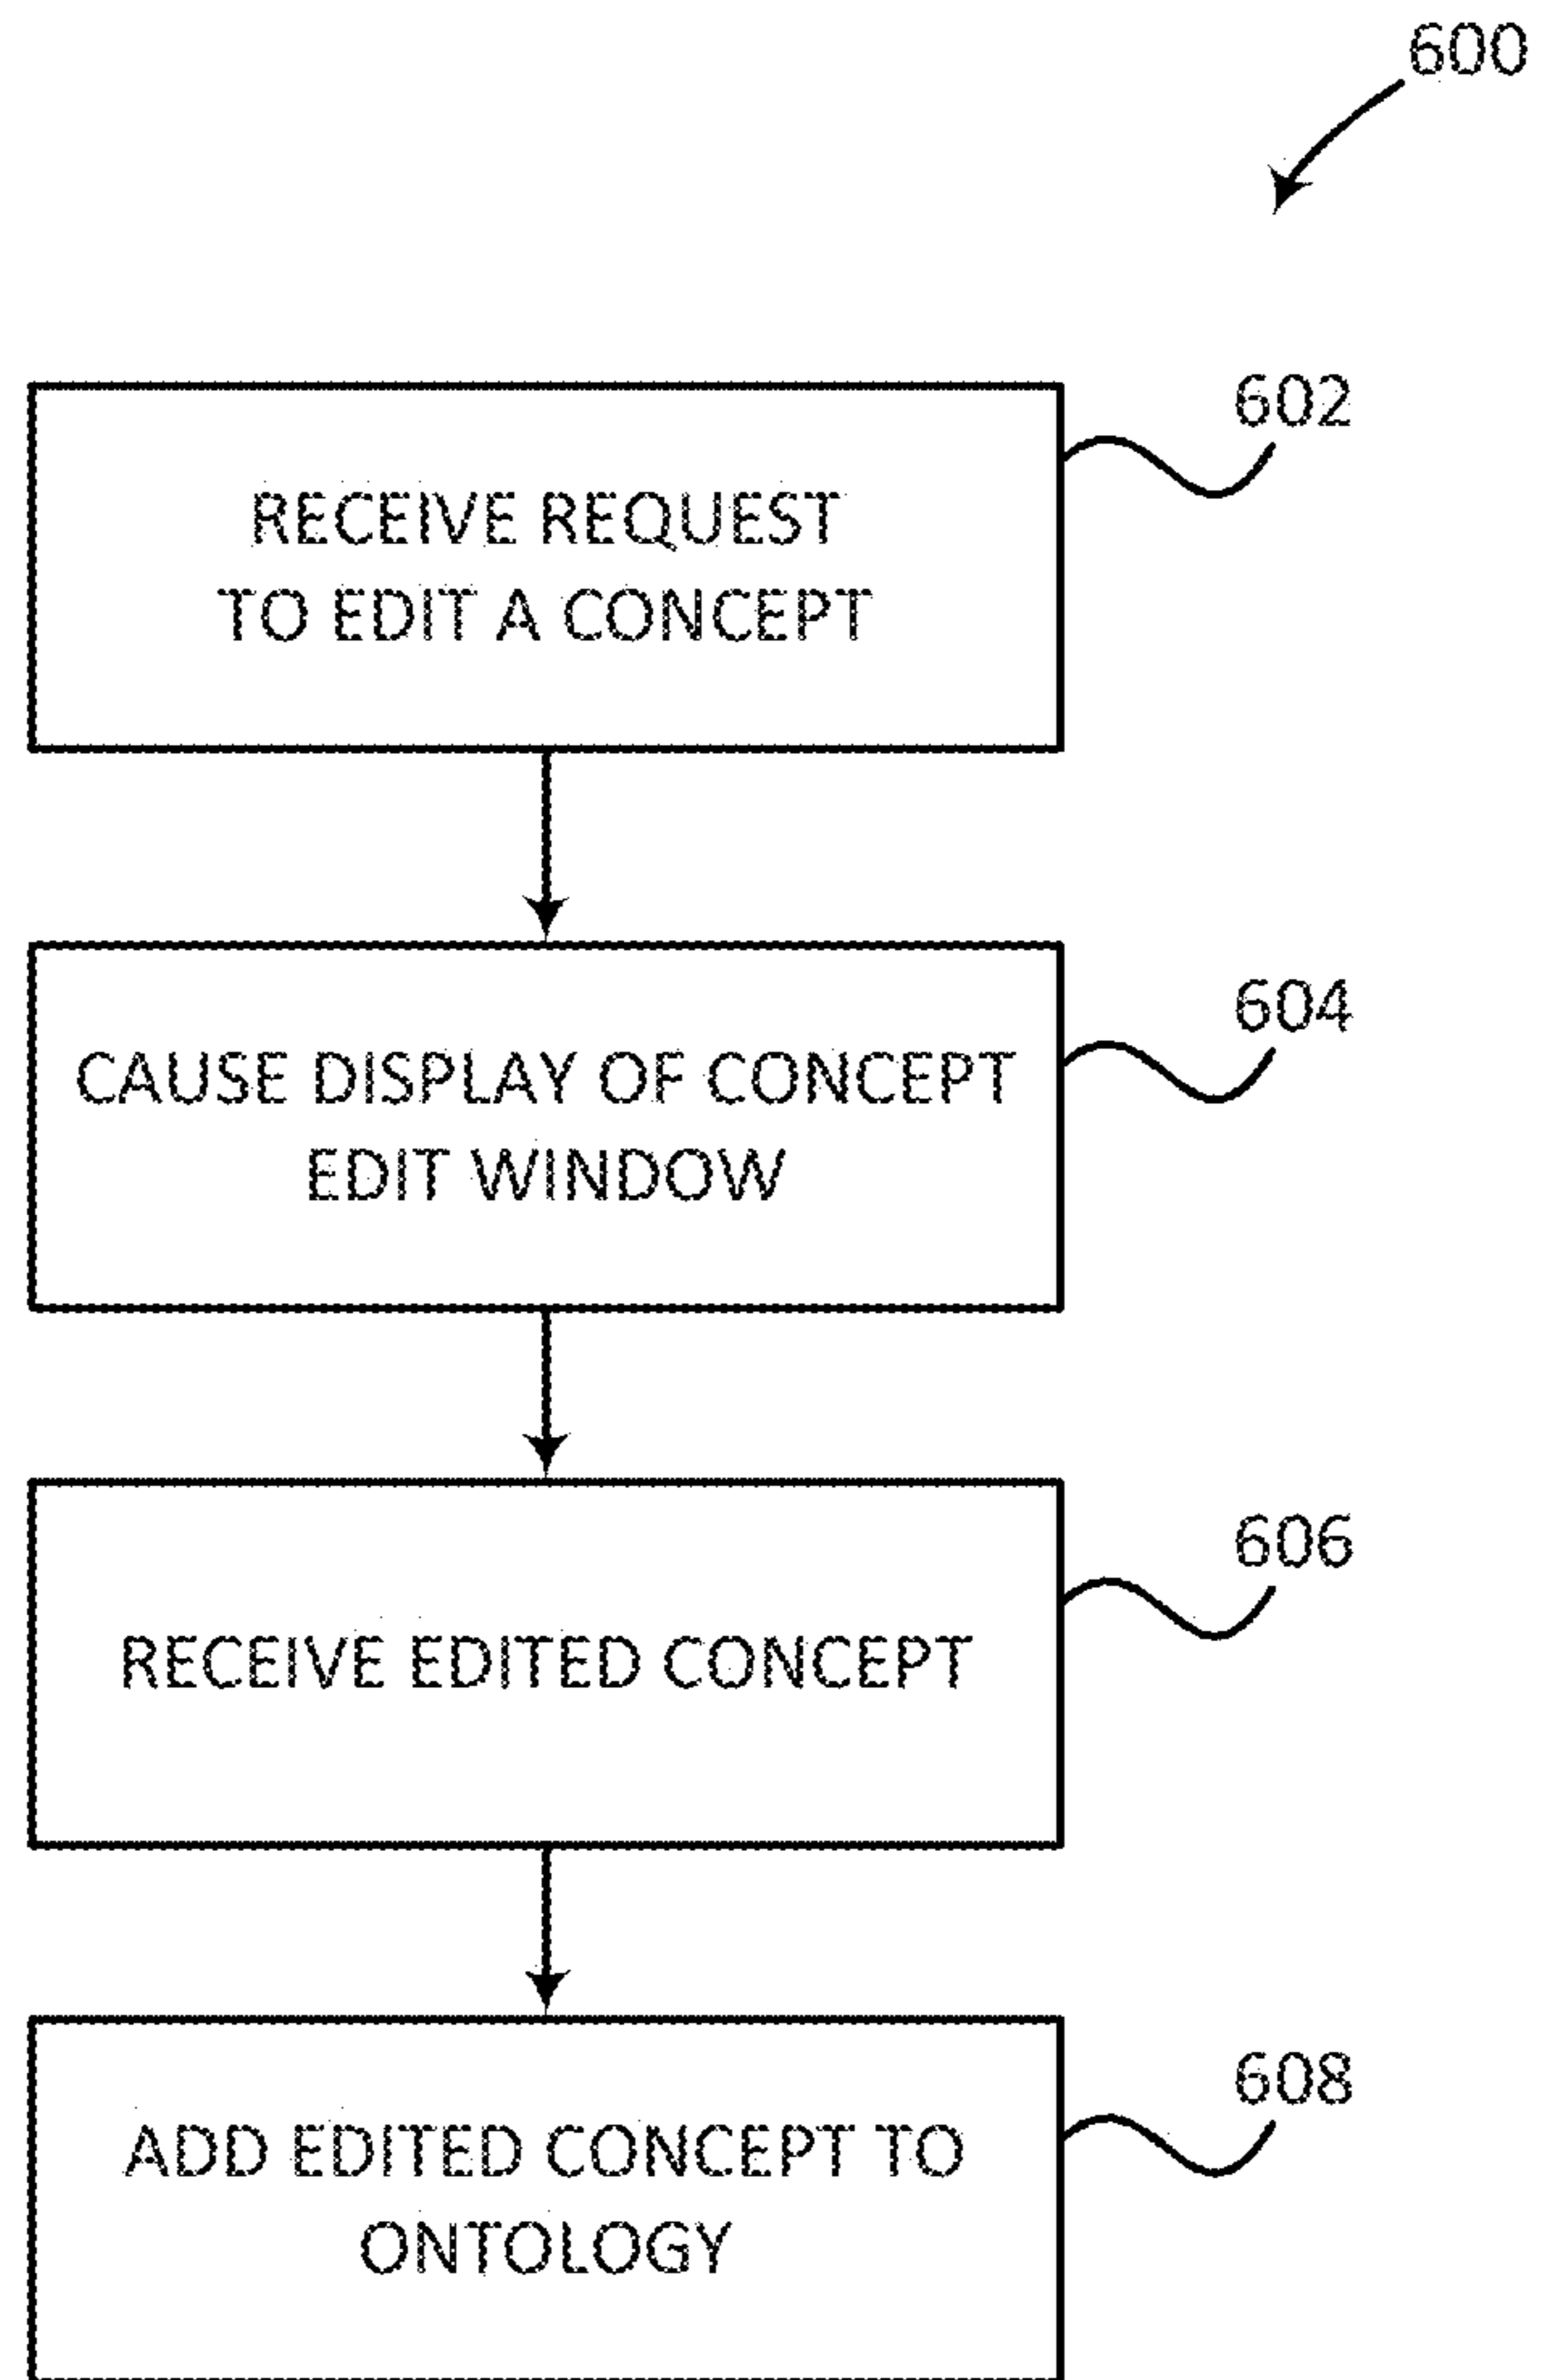 600
602
RECEIVE REQUEST
TO EDIT A CONCEPT
604
CAUSE DISPLAY OF CONCEPT
EDIT WINDOW
606
RECEIVE EDITED CONCEPT
608
ADD EDITED CONCEPT TO
ONTOLOGY